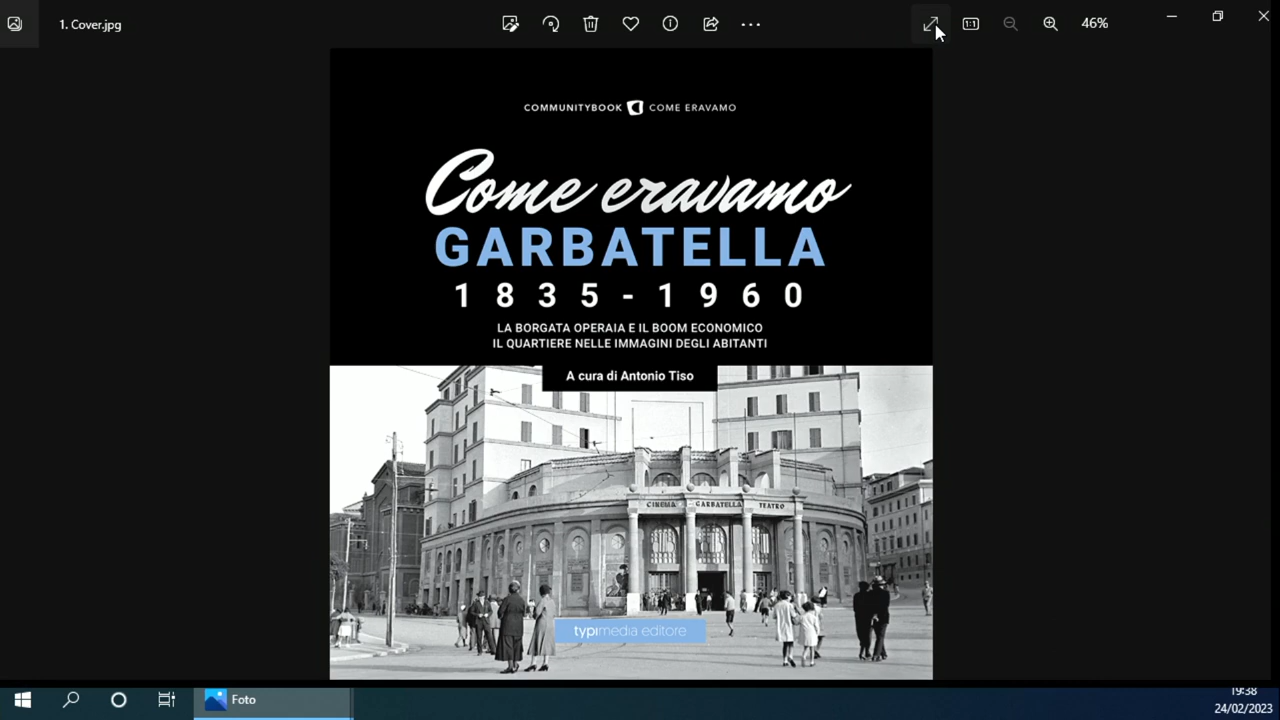 1. Cover.jpg
46%
COMMUNITYBOOK COME ERAVAMO
Come eravamo
GARBATELLA
1835-1960
LA BORGATA OPERAIA E IL BOOM ECONOMICO
IL QUARTIERE NELLE IMMAGINI DEGLI ABITANTI
A cura di Antonio Tiso
CINEMA GARBATELLA TEATRO
typimedia editore
Foto
19:38
24/02/2023